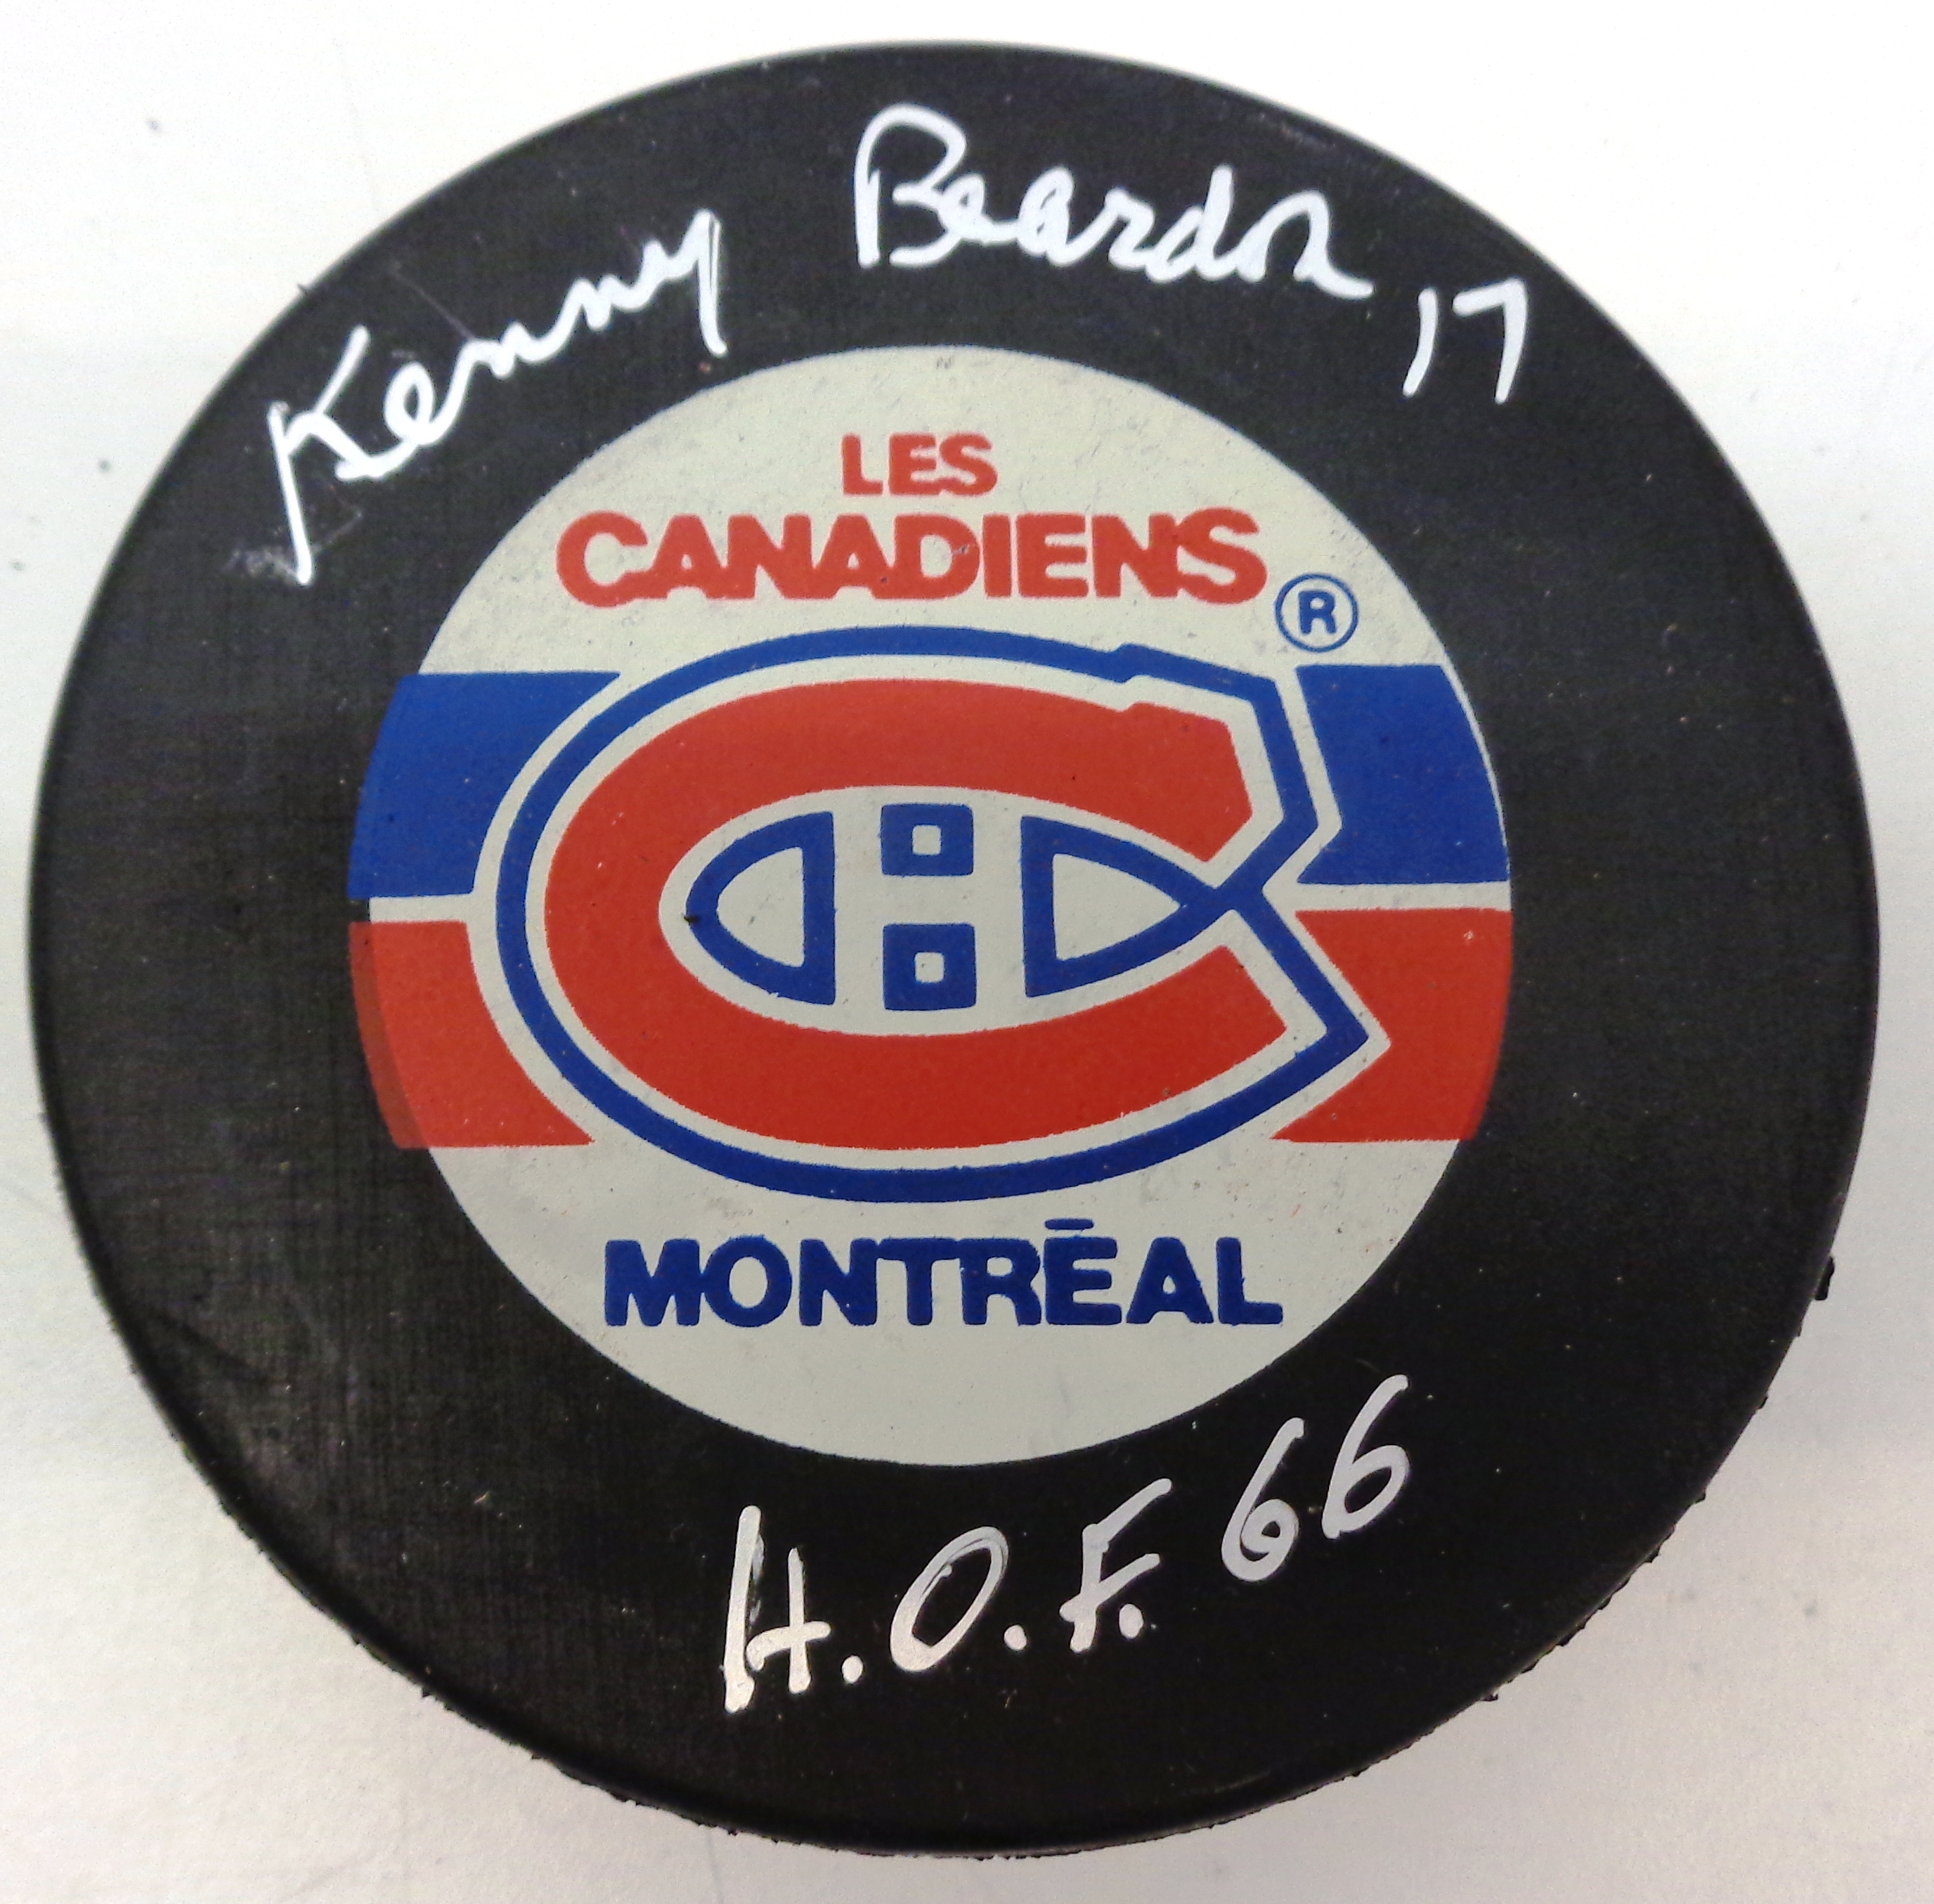 Kenny Reardon 17
LES
CANADIENS ®
MONTRÉAL
H.O.F. 66